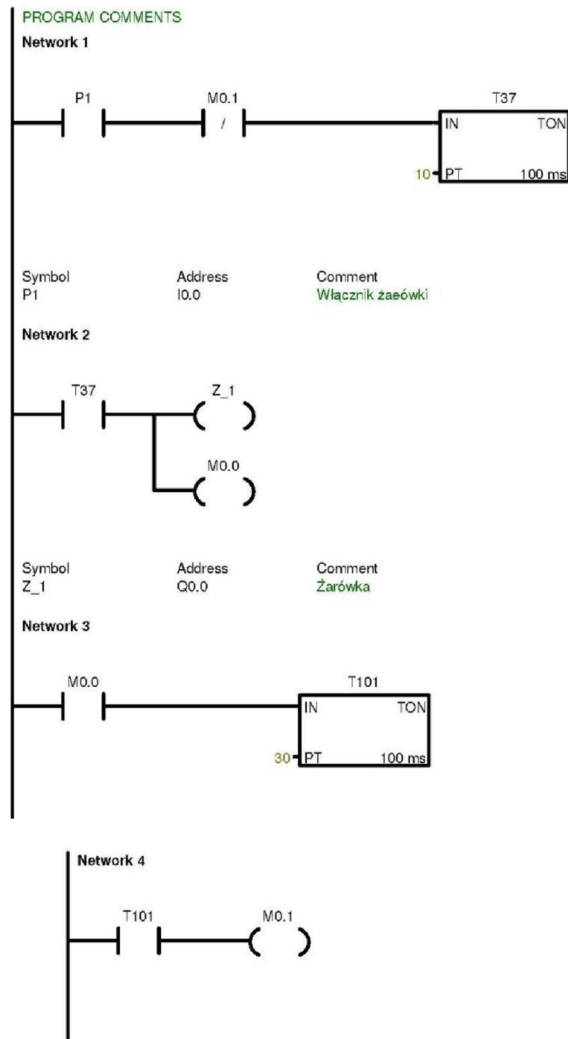 PROGRAM COMMENTS
Network 1
P1 M0.1 T37
/ IN TON
10 PT 100 ms
Symbol Address Comment
P1 I0.0 Włącznik żaeówki
Network 2
T37 Z_1
M0.0
Symbol Address Comment
Z_1 Q0.0 Żarówka
Network 3
M0.0 T101
IN TON
30 PT 100 ms
Network 4
T101 M0.1